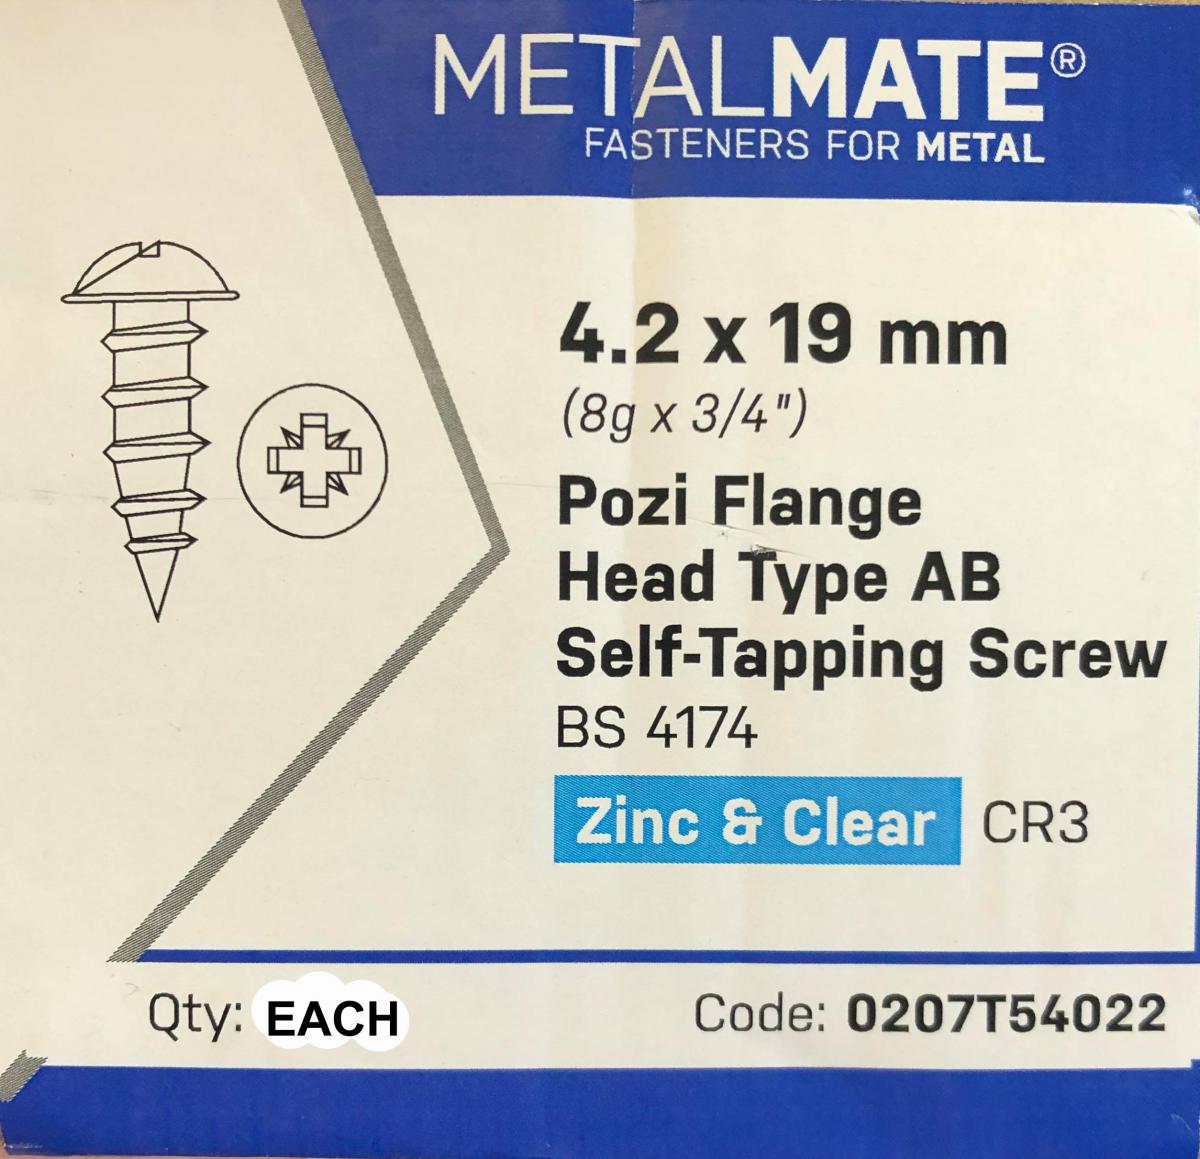 METALMATE®
FASTENERS FOR METAL
4.2 x 19 mm
(8g x 3/4")
Pozi Flange
Head Type AB
Self-Tapping Screw
BS 4174
Zinc & Clear CR3
Qty: EACH Code: 0207T54022